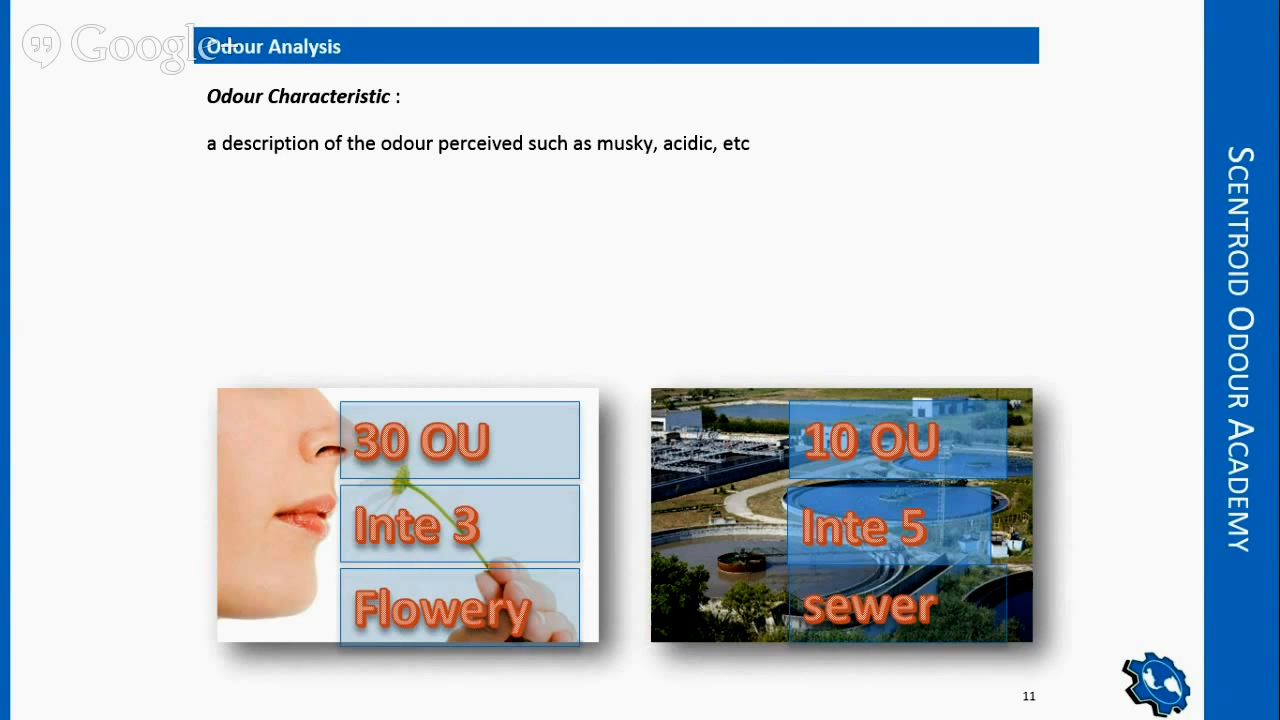 Google+
Odour Analysis
Odour Characteristic :
a description of the odour perceived such as musky, acidic, etc
30 OU
Inte 3
Flowery
10 OU
Inte 5
sewer
11
SCENTROID ODOUR ACADEMY